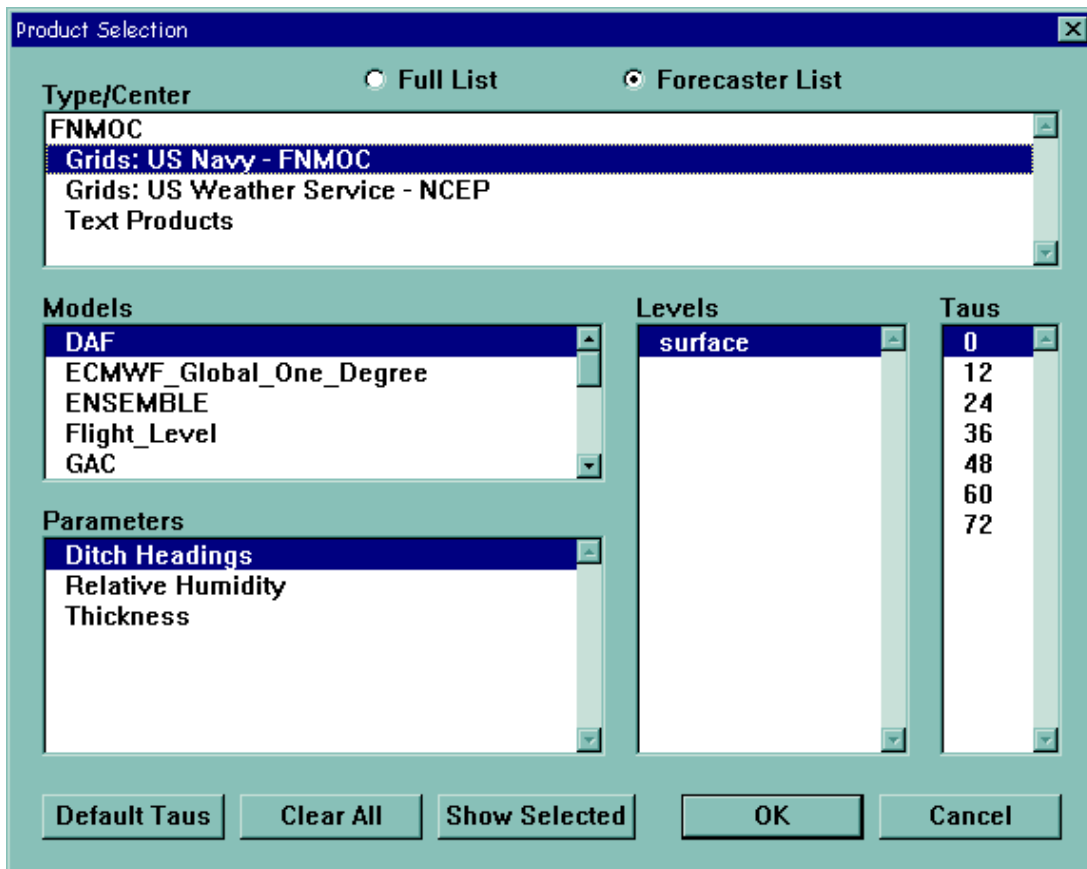 Product Selection
Full List
Forecaster List
Type/Center
FNMOC
Grids: US Navy - FNMOC
Grids: US Weather Service - NCEP
Text Products
Models
DAF
ECMWF_Global_One_Degree
ENSEMBLE
Flight_Level
GAC
Levels
surface
Taus
0
12
24
36
48
60
72
Parameters
Ditch Headings
Relative Humidity
Thickness
Default Taus
Clear All
Show Selected
OK
Cancel